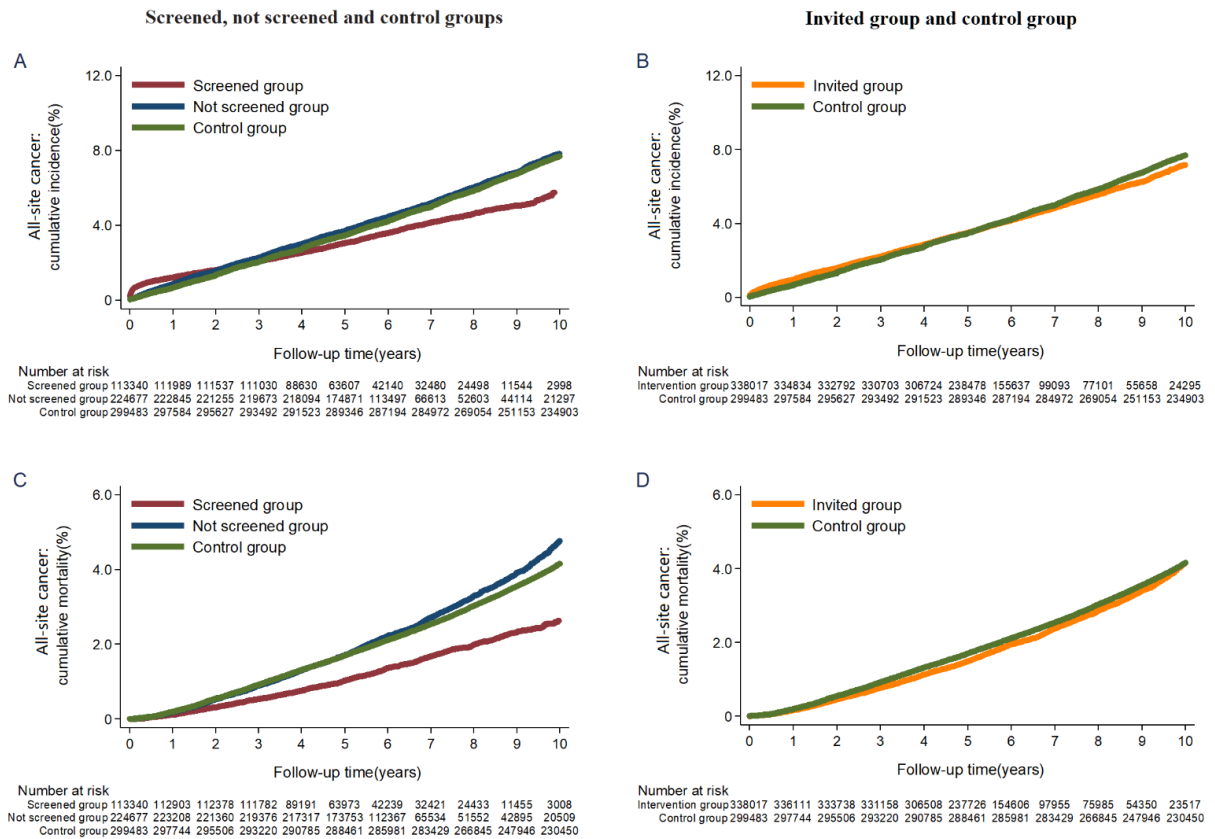 Screened, not screened and control groups
Invited group and control group
A
All-site cancer:
cumulative incidence(%)
12.0
8.0
4.0
0
Screened group
Not screened group
Control group
0 1 2 3 4 5 6 7 8 9 10
Follow-up time(years)
Number at risk
Screened group 113340 111989 111537 111030 88630 63607 42140 32480 24498 11544 2998
Not screened group 224677 222845 221255 219673 218094 174871 113497 66613 52603 44114 21297
Control group 299483 297584 295627 293492 291523 289346 287194 284972 269054 251153 234903
B
All-site cancer:
cumulative incidence(%)
12.0
8.0
4.0
0
Invited group
Control group
0 1 2 3 4 5 6 7 8 9 10
Follow-up time(years)
Number at risk
Intervention group 338017 334834 332792 330703 306724 238478 155637 99093 77101 55658 24295
Control group 299483 297584 295627 293492 291523 289346 287194 284972 269054 251153 234903
C
All-site cancer:
cumulative mortality(%)
6.0
4.0
2.0
0
Screened group
Not screened group
Control group
0 1 2 3 4 5 6 7 8 9 10
Follow-up time(years)
Number at risk
Screened group 113340 112903 112378 111782 89191 63973 42239 32421 24433 11455 3008
Not screened group 224677 223208 221360 219376 217317 173753 112367 65534 51552 42895 20509
Control group 299483 297744 295506 293220 290785 288461 285981 283429 266845 247946 230450
D
All-site cancer:
cumulative mortality(%)
6.0
4.0
2.0
0
Invited group
Control group
0 1 2 3 4 5 6 7 8 9 10
Follow-up time(years)
Number at risk
Intervention group 338017 336111 333738 331158 306508 237726 154606 97955 75985 54350 23517
Control group 299483 297744 295506 293220 290785 288461 285981 283429 266845 247946 230450